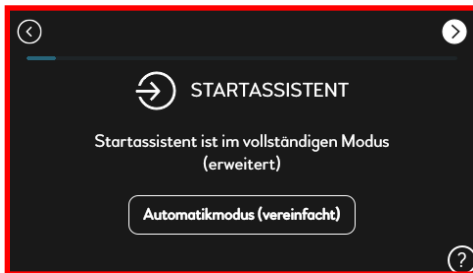 STARTASSISTENT
Startassistent ist im vollständigen Modus
(erweitert)
Automatikmodus (vereinfacht)
?